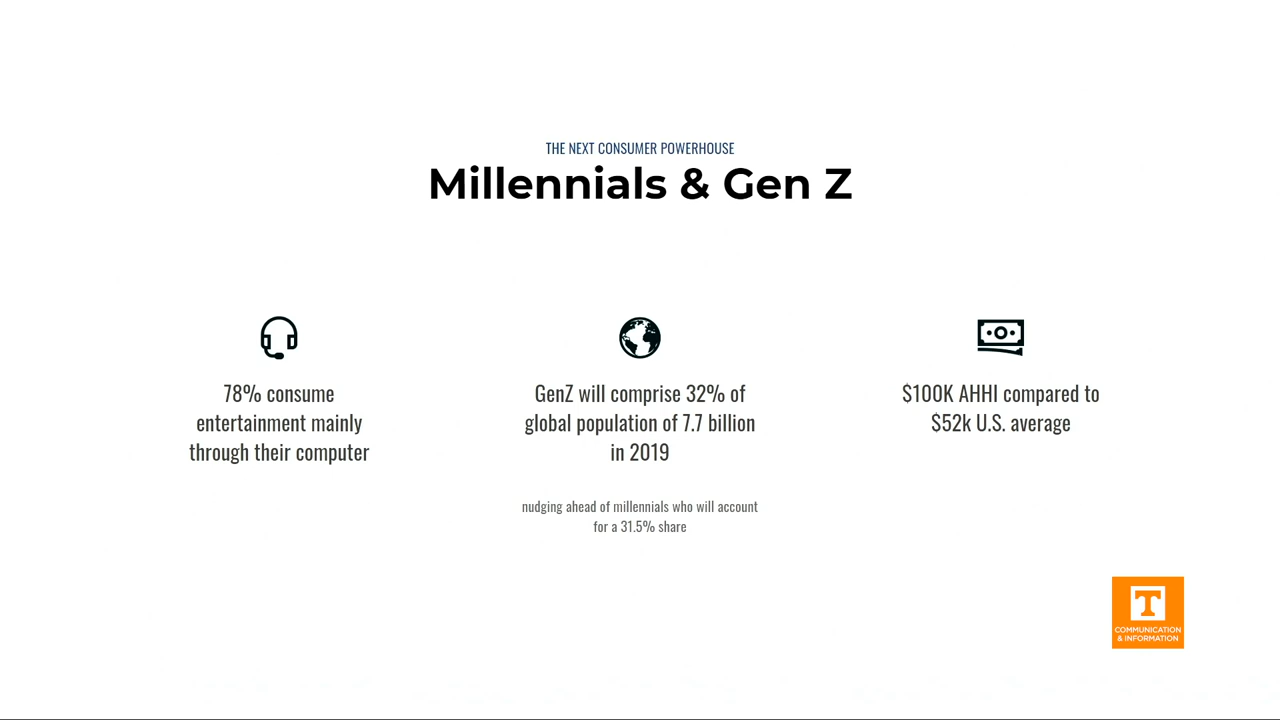 THE NEXT CONSUMER POWERHOUSE
Millennials & Gen Z
78% consume
entertainment mainly
through their computer
GenZ will comprise 32% of
global population of 7.7 billion
in 2019
nudging ahead of millennials who will account
for a 31.5% share
$100K AHHI compared to
$52k U.S. average
T
COMMUNICATION
& INFORMATION